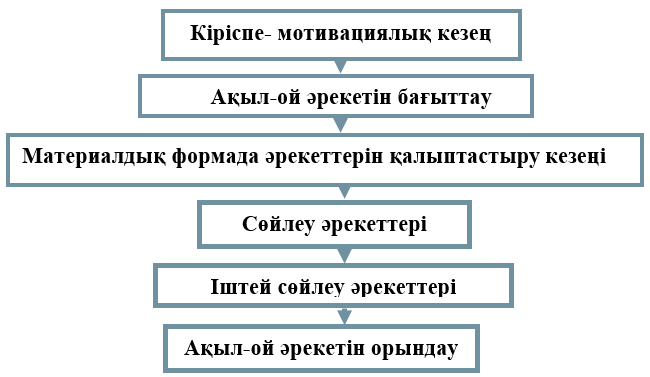 Кіріспе- мотивациялық кезең
Ақыл-ой әрекетін бағыттау
Материалдық формада әрекеттерін қалыптастыру кезеңі
Сөйлеу әрекеттері
Іштей сөйлеу әрекеттері
Ақыл-ой әрекетін орындау